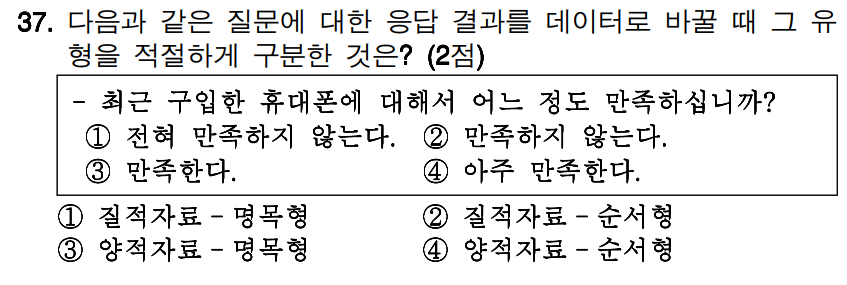 37. 다음과 같은 질문에 대한 응답 결과를 데이터로 바꿀 때 그 유
형을 적절하게 구분한 것은? (2점)
- 최근 구입한 휴대폰에 대해서 어느 정도 만족하십니까?
① 전혀 만족하지 않는다. ② 만족하지 않는다.
③ 만족한다. ④ 아주 만족한다.
① 질적자료 - 명목형 ② 질적자료 - 순서형
③ 양적자료 - 명목형 ④ 양적자료 - 순서형